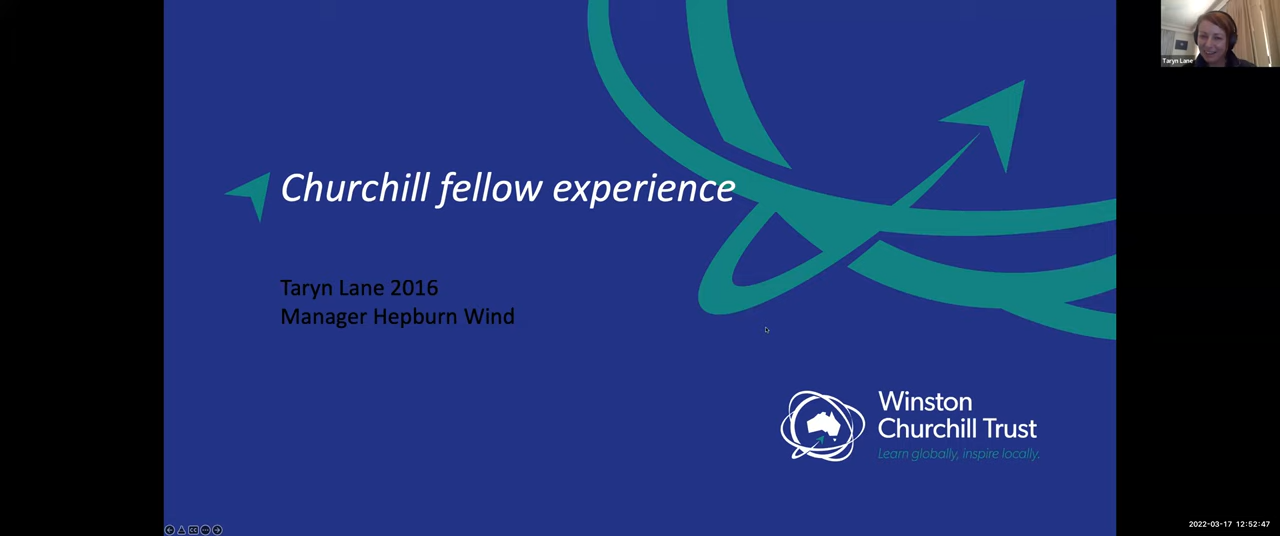 Taryn Lane
Churchill fellow experience
Taryn Lane 2016
Manager Hepburn Wind
Winston
Churchill Trust
Learn globally, inspire locally.
2022-03-17 12:52:47